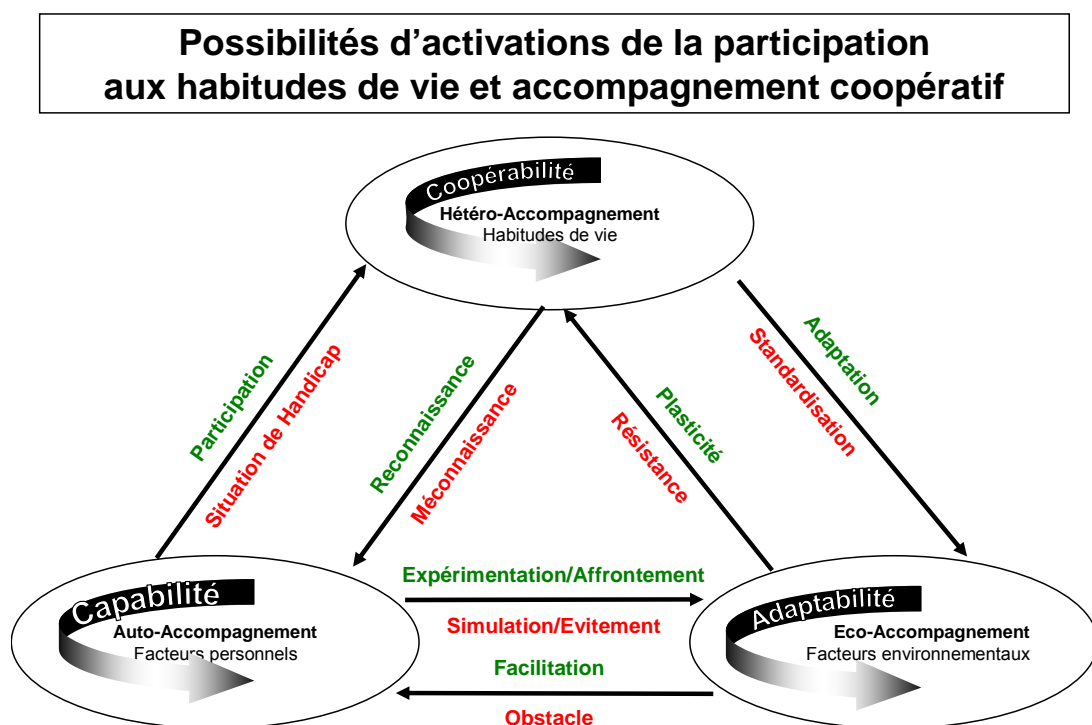 Possibilités d’activations de la participation
aux habitudes de vie et accompagnement coopératif
Coopérabilité
Hétéro-Accompagnement
Habitudes de vie
Participation
Situation de Handicap
Reconnaissance
Méconnaissance
Plasticité
Résistance
Adaptation
Standardisation
Capabilité
Auto-Accompagnement
Facteurs personnels
Expérimentation/Affrontement
Simulation/Evitement
Facilitation
Obstacle
Adaptabilité
Eco-Accompagnement
Facteurs environnementaux